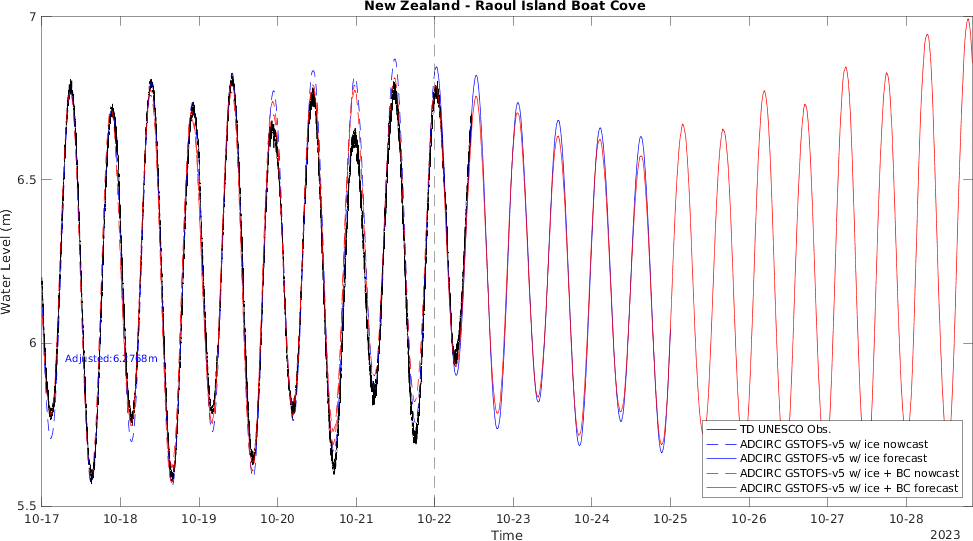 New Zealand - Raoul Island Boat Cove
7
6.5
6
5.5
Water Level (m)
Adjusted:6.2768m
TD UNESCO Obs.
ADCIRC GSTOFS-v5 w/ ice nowcast
ADCIRC GSTOFS-v5 w/ ice forecast
ADCIRC GSTOFS-v5 w/ ice + BC nowcast
ADCIRC GSTOFS-v5 w/ ice + BC forecast
10-17 10-18 10-19 10-20 10-21 10-22 10-23 10-24 10-25 10-26 10-27 10-28
Time
2023